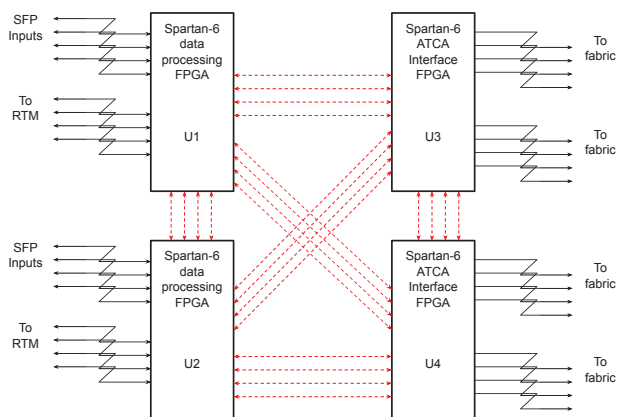 SFP
Inputs
To
RTM
Spartan-6
data
processing
FPGA
U1
Spartan-6
ATCA
Interface
FPGA
U3
To
fabric
To
fabric
SFP
Inputs
To
RTM
Spartan-6
data
processing
FPGA
U2
Spartan-6
ATCA
Interface
FPGA
U4
To
fabric
To
fabric